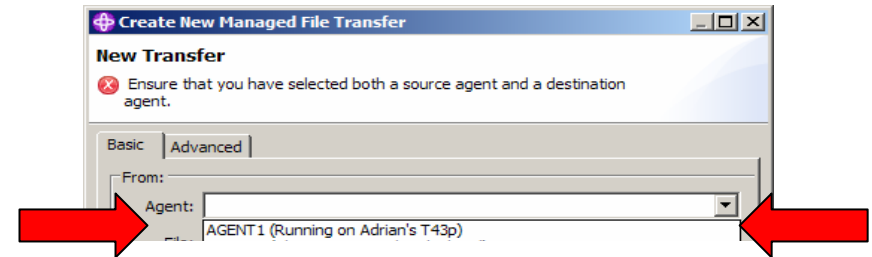 Create New Managed File Transfer
New Transfer
Ensure that you have selected both a source agent and a destination
agent.
Basic
Advanced
From:
Agent:
AGENT1 (Running on Adrian's T43p)